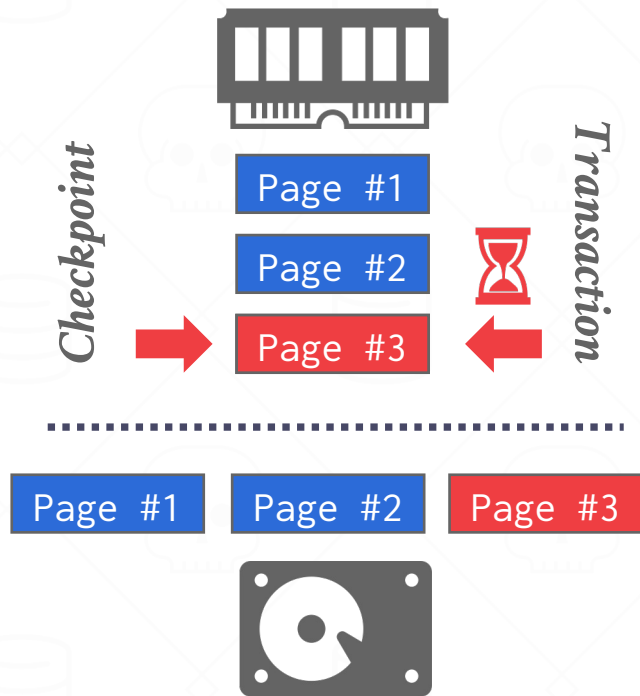 Checkpoint
Transaction
Page #1
Page #2
Page #3
Page #1
Page #2
Page #3